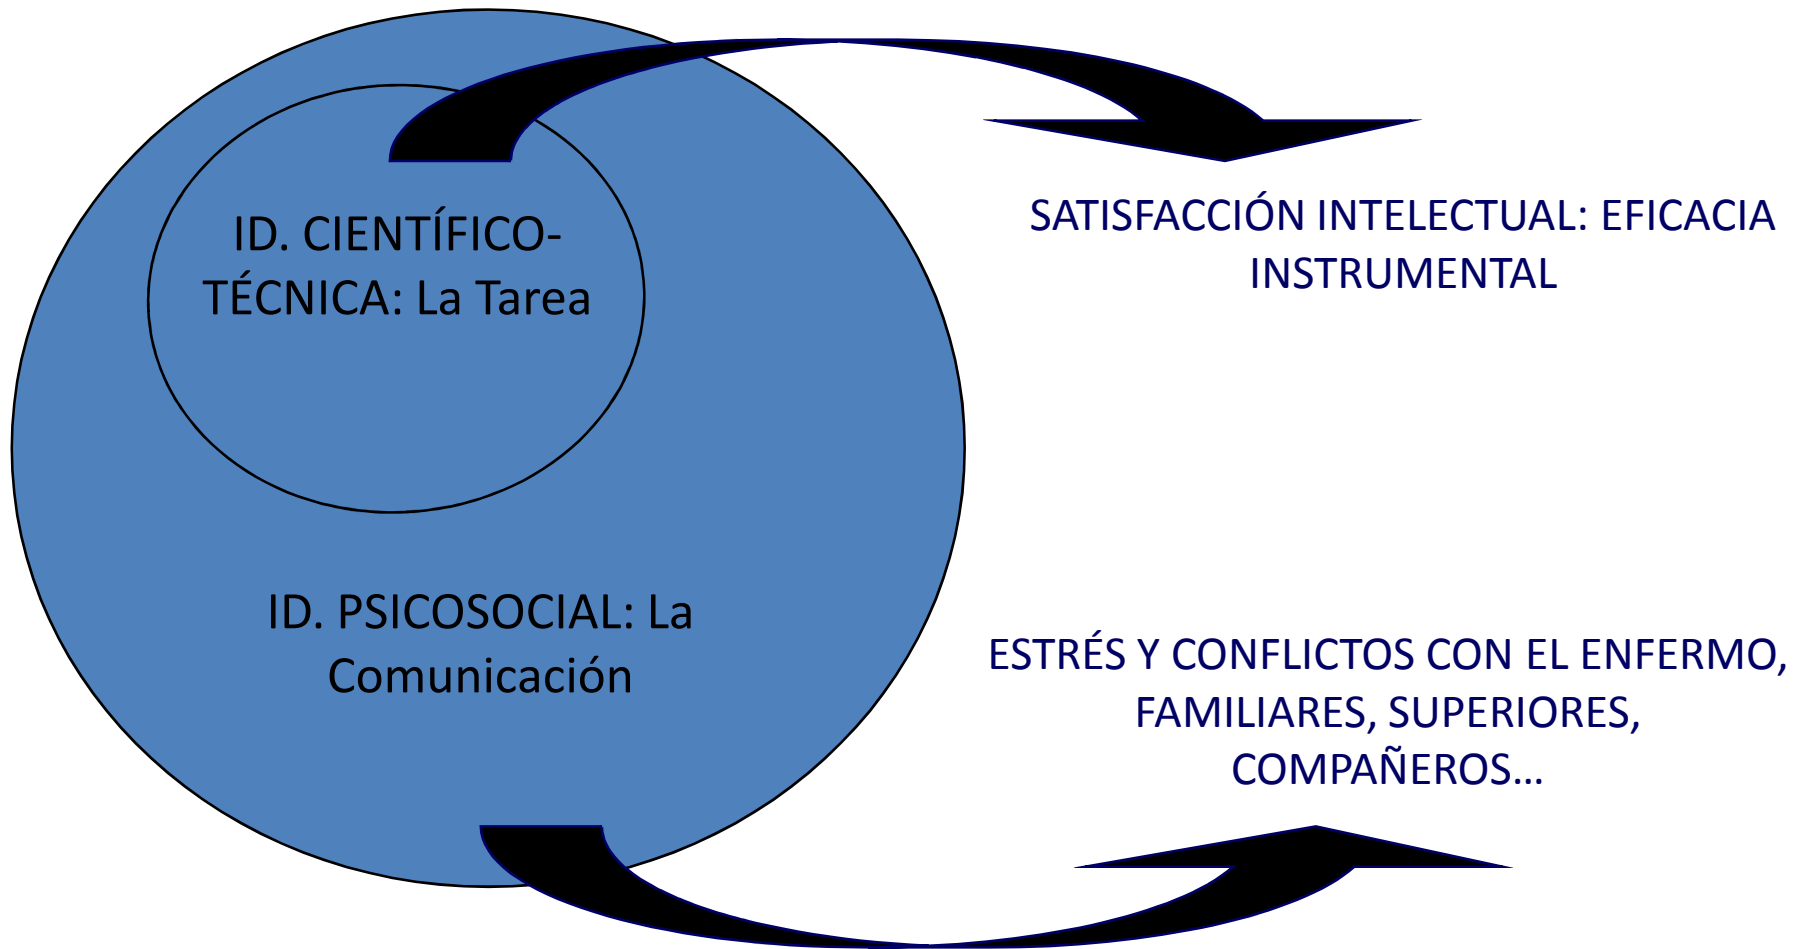 ID. CIENTÍFICO-
TÉCNICA: La Tarea
SATISFACCIÓN INTELECTUAL: EFICACIA
INSTRUMENTAL
ID. PSICOSOCIAL: La
Comunicación
ESTRÉS Y CONFLICTOS CON EL ENFERMO,
FAMILIARES, SUPERIORES,
COMPAÑEROS…